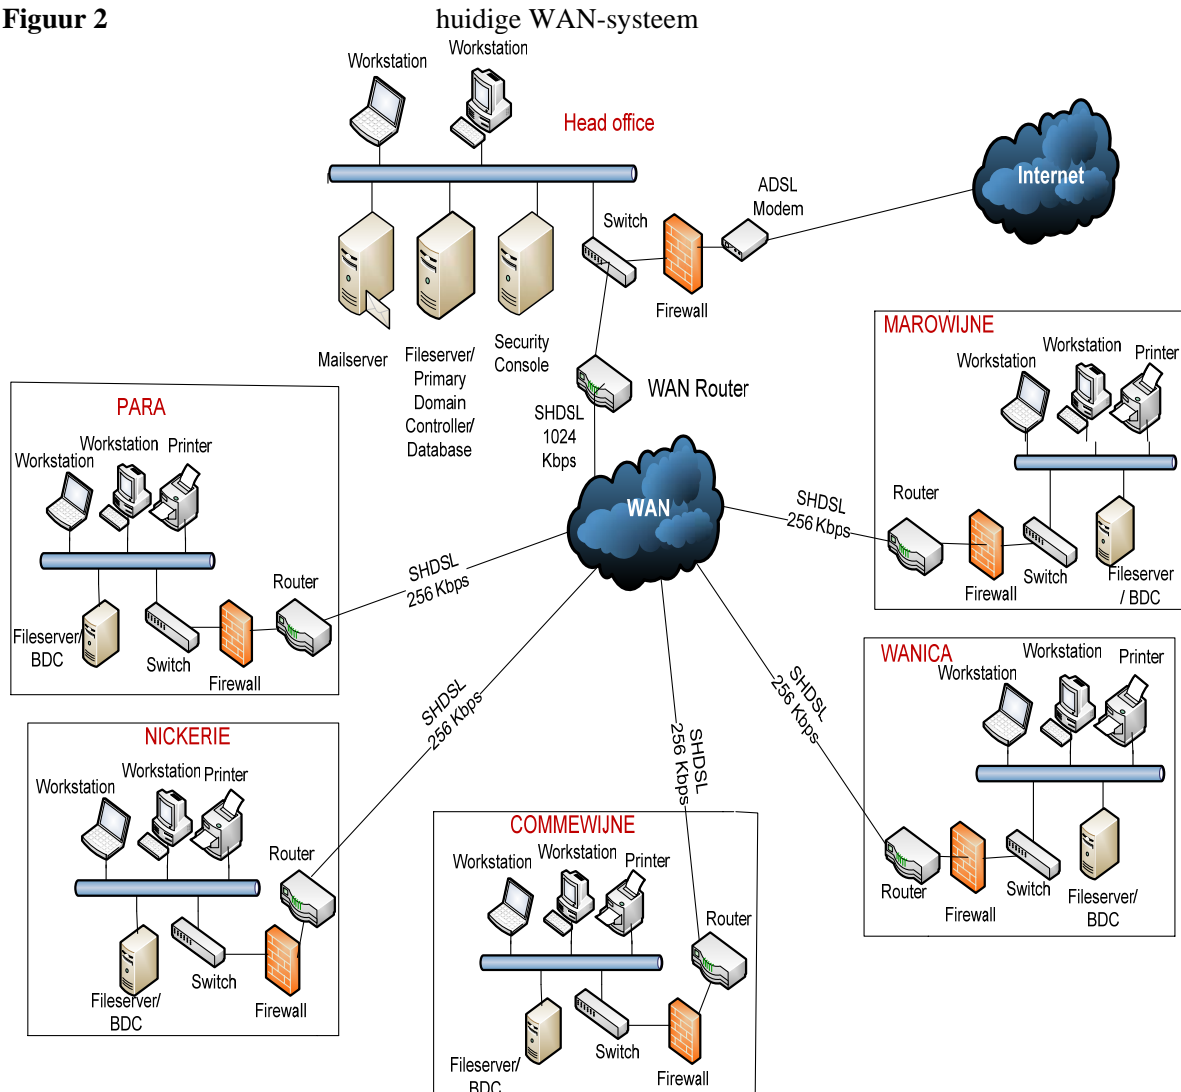 Figuur 2
huidige WAN-systeem
Workstation
Workstation
Head office
Internet
ADSL
Modem
Switch
Firewall
Mailserver
Fileserver/
Primary
Domain
Controller/
Database
Security
Console
WAN Router
SHDSL
1024
Kbps
WAN
PARA
Workstation
Workstation
Printer
Router
Fileserver/
BDC
Switch
Firewall
SHDSL
256 Kbps
MAROWIJNE
Workstation
Workstation
Printer
SHDSL
256 Kbps
Router
Firewall
Switch
Fileserver
/ BDC
NICKERIE
Workstation
Workstation
Printer
Router
Fileserver/
BDC
Switch
Firewall
SHDSL
256 Kbps
COMMEWIJNE
Workstation
Workstation
Printer
Router
Fileserver/
BDC
Switch
Firewall
SHDSL
256 Kbps
WANICA
Workstation
Workstation
Printer
SHDSL
256 Kbps
Router
Firewall
Switch
Fileserver/
BDC